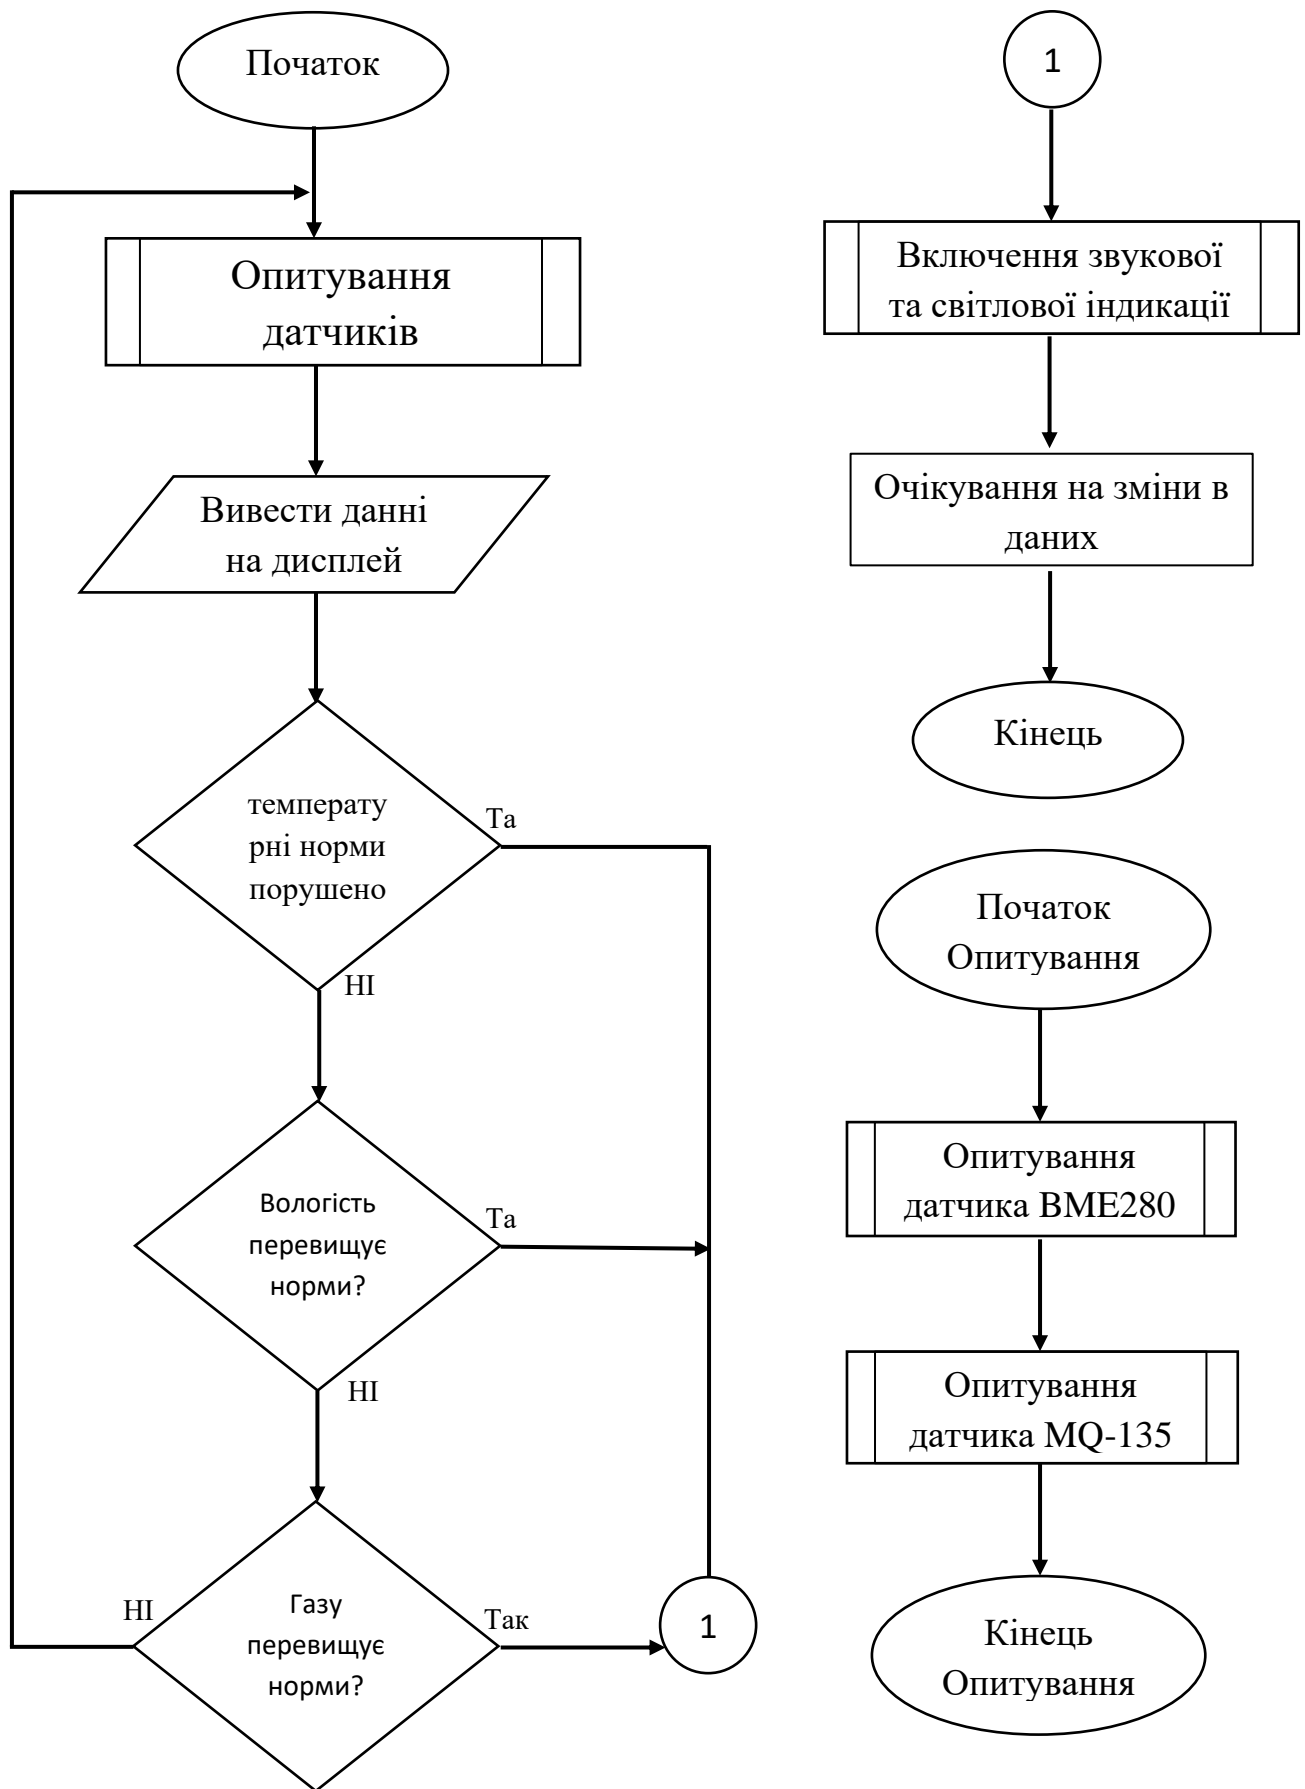 Початок
Опитування
датчиків
Вивести данні
на дисплей
температу
рні норми
порушено
Та
НІ
Вологість
перевищує
норми?
Та
НІ
Газу
перевищує
норми?
НІ
Так
1
1
Включення звукової
та світлової індикації
Очікування на зміни в
даних
Кінець
Початок
Опитування
Опитування
датчика BME280
Опитування
датчика MQ-135
Кінець
Опитування